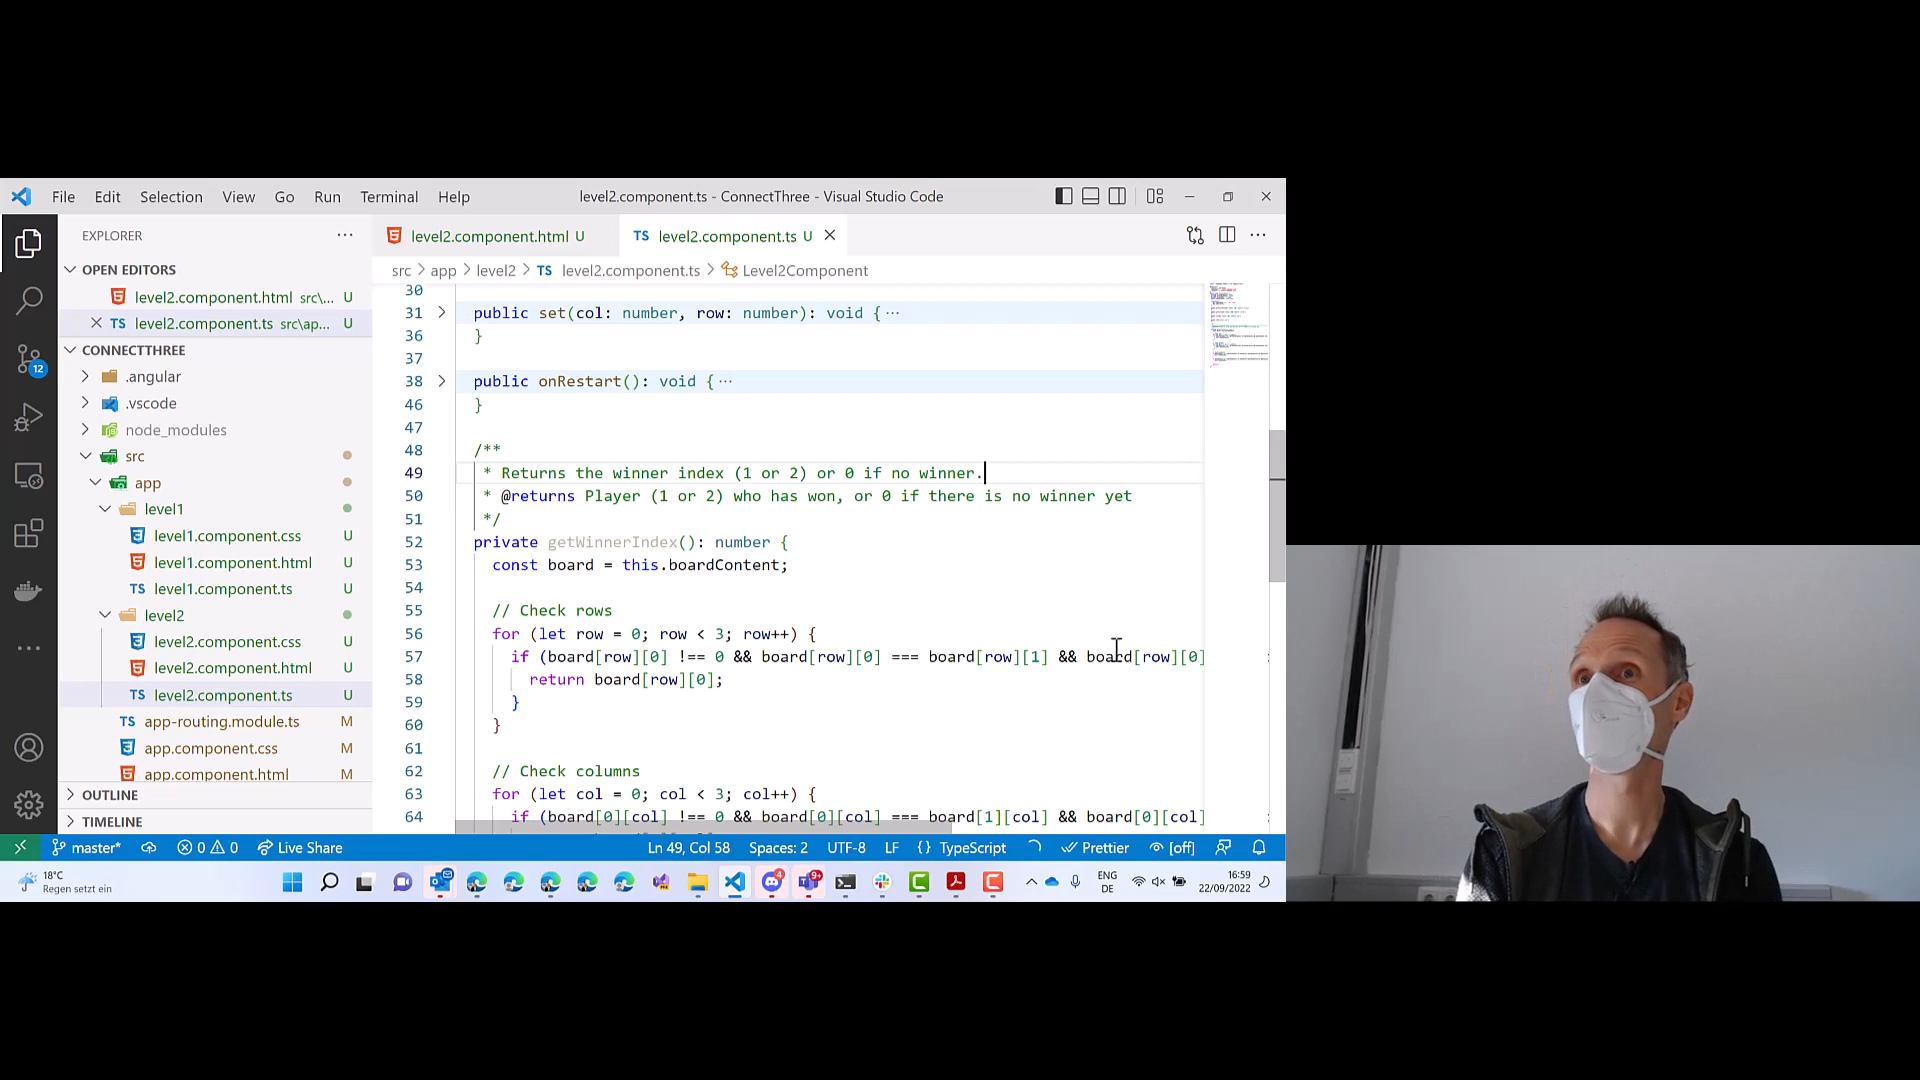 File Edit Selection View Go Run Terminal Help level2.component.ts - ConnectThree - Visual Studio Code
EXPLORER
level2.component.html U
TS level2.component.ts U
OPEN EDITORS
src > app > level2 > TS level2.component.ts > Level2Component
level2.component.html src\... U
TS level2.component.ts src\ap... U
CONNECTTHREE
.angular
.vscode
node_modules
src
app
level1
level1.component.css U
level1.component.html U
TS level1.component.ts U
level2
level2.component.css U
level2.component.html U
TS level2.component.ts U
TS app-routing.module.ts M
app.component.css M
app.component.html M
OUTLINE
TIMELINE
12
30
31 public set(col: number, row: number): void { ...
36 }
37
38 public onRestart(): void { ...
46 }
47
48 /**
49 * Returns the winner index (1 or 2) or 0 if no winner.
50 * @returns Player (1 or 2) who has won, or 0 if there is no winner yet
51 */
52 private getWinnerIndex(): number {
53 const board = this.boardContent;
54
55 // Check rows
56 for (let row = 0; row < 3; row++) {
57 if (board[row][0] !== 0 && board[row][0] === board[row][1] && board[row][0]
58 return board[row][0];
59 }
60 }
61
62 // Check columns
63 for (let col = 0; col < 3; col++) {
64 if (board[0][col] !== 0 && board[0][col] === board[1][col] && board[0][col]
master* 0 0 Live Share Ln 49, Col 58 Spaces: 2 UTF-8 LF {} TypeScript Prettier [off]
18°C
Regen setzt ein
4
9+
ENG
DE
16:59
22/09/2022